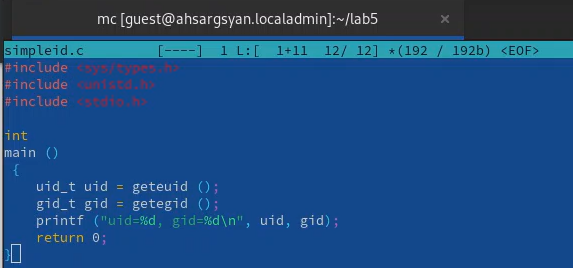 mc [guest@ahsargsyan.localadmin]:~/lab5
simpleid.c [----] 1 L:[ 1+11 12/ 12] *(192 / 192b) <EOF>
#include <sys/types.h>
#include <unistd.h>
#include <stdio.h>
int
main ()
{
uid_t uid = geteuid ();
gid_t gid = getegid ();
printf ("uid=%d, gid=%d\n", uid, gid);
return 0;
}